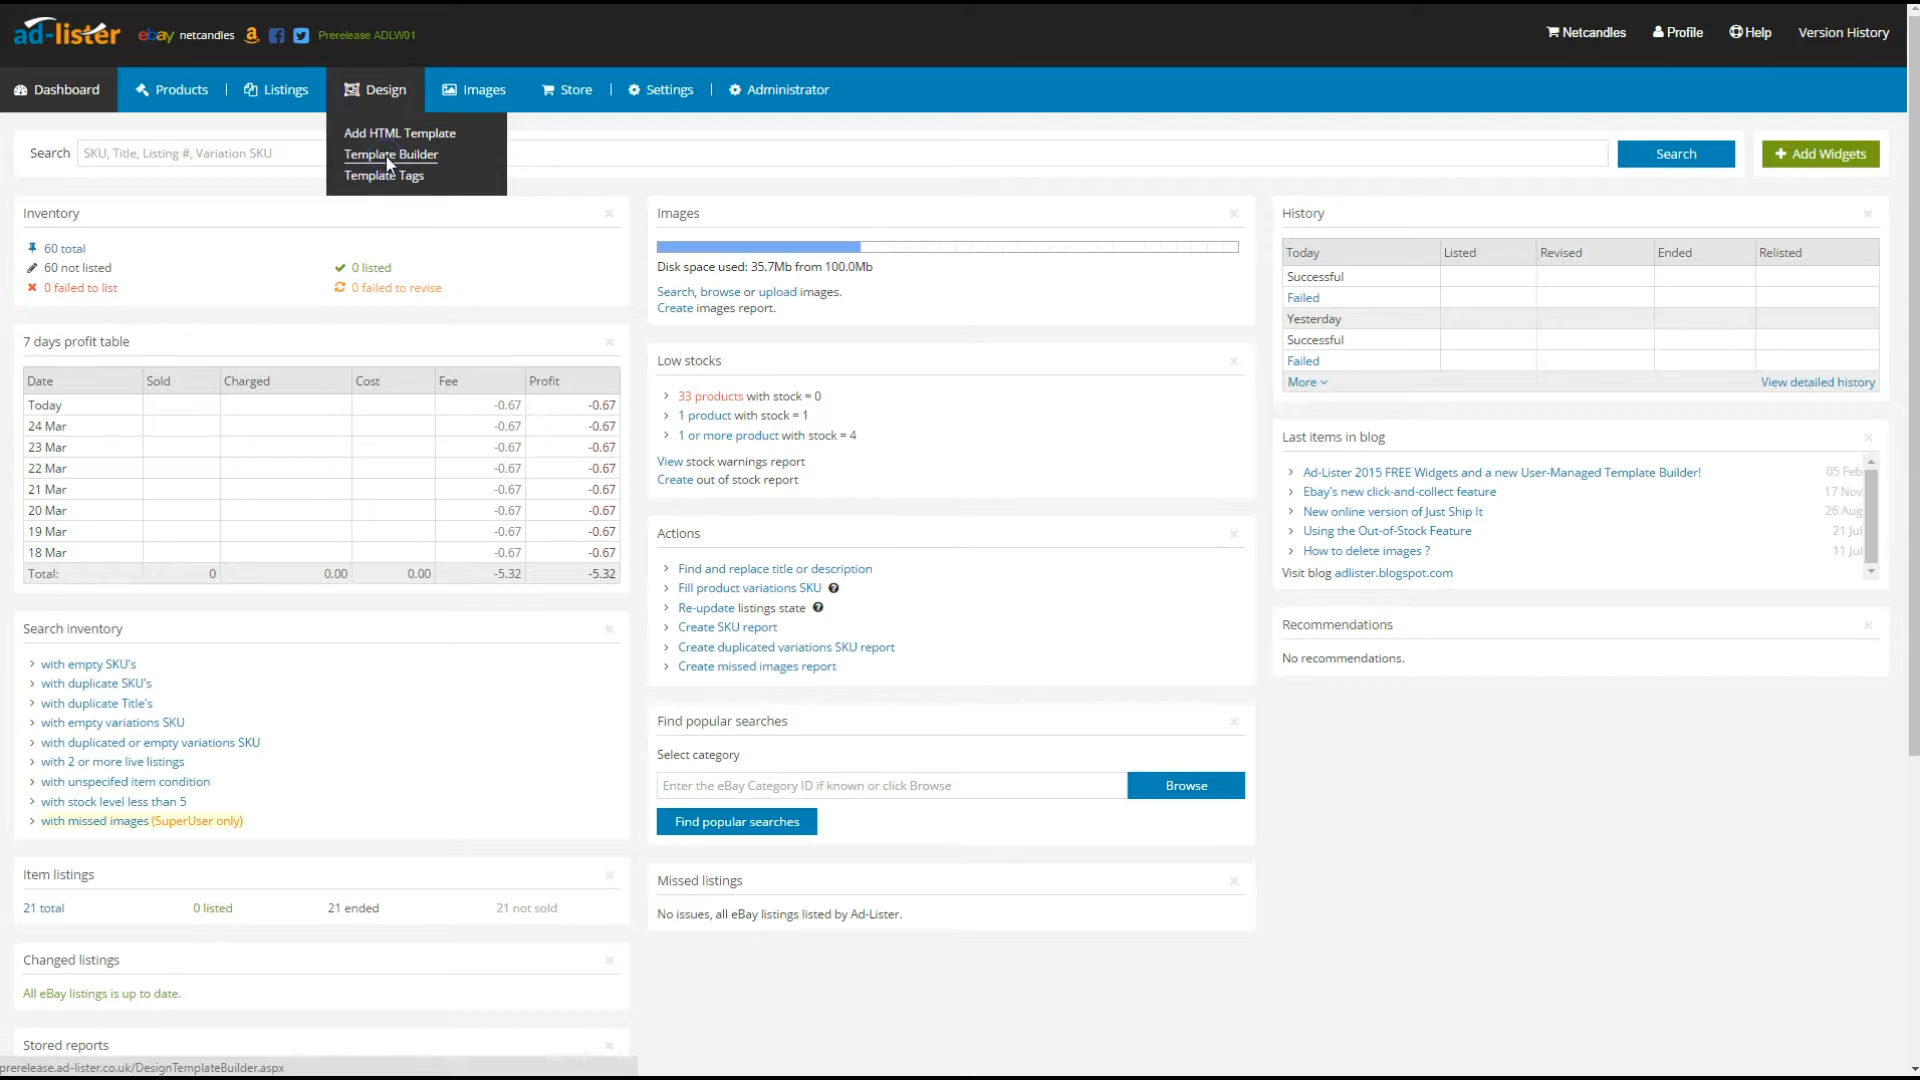 ad-lister ebay netcandles Prerelease ADLW01 Netcandles Profile Help Version History
Dashboard Products | Listings Design Images Store | Settings | Administrator
Add HTML Template
Template Builder
Template Tags
Search SKU, Title, Listing #, Variation SKU Search + Add Widgets
Inventory
60 total
60 not listed 0 listed
0 failed to list 0 failed to revise
7 days profit table
Date Sold Charged Cost Fee Profit
Today -0.67 -0.67
24 Mar -0.67 -0.67
23 Mar -0.67 -0.67
22 Mar -0.67 -0.67
21 Mar -0.67 -0.67
20 Mar -0.67 -0.67
19 Mar -0.67 -0.67
18 Mar -0.67 -0.67
Total: 0 0.00 0.00 -5.32 -5.32
Search inventory
with empty SKU's
with duplicate SKU's
with duplicate Title's
with empty variations SKU
with duplicated or empty variations SKU
with 2 or more live listings
with unspecifed item condition
with stock level less than 5
with missed images (SuperUser only)
Item listings
21 total 0 listed 21 ended 21 not sold
Changed listings
All eBay listings is up to date.
Stored reports
prerelease.ad-lister.co.uk/DesignTemplateBuilder.aspx
Images
Disk space used: 35.7Mb from 100.0Mb
Search, browse or upload images.
Create images report.
Low stocks
33 products with stock = 0
1 product with stock = 1
1 or more product with stock = 4
View stock warnings report
Create out of stock report
Actions
Find and replace title or description
Fill product variations SKU ?
Re-update listings state ?
Create SKU report
Create duplicated variations SKU report
Create missed images report
Find popular searches
Select category
Enter the eBay Category ID if known or click Browse Browse
Find popular searches
Missed listings
No issues, all eBay listings listed by Ad-Lister.
History
Today Listed Revised Ended Relisted
Successful
Failed
Yesterday
Successful
Failed
More View detailed history
Last items in blog
Ad-Lister 2015 FREE Widgets and a new User-Managed Template Builder! 05 Feb
Ebay's new click-and-collect feature 17 Nov
New online version of Just Ship It 26 Aug
Using the Out-of-Stock Feature 21 Jul
How to delete images ? 11 Jul
Visit blog adlister.blogspot.com
Recommendations
No recommendations.